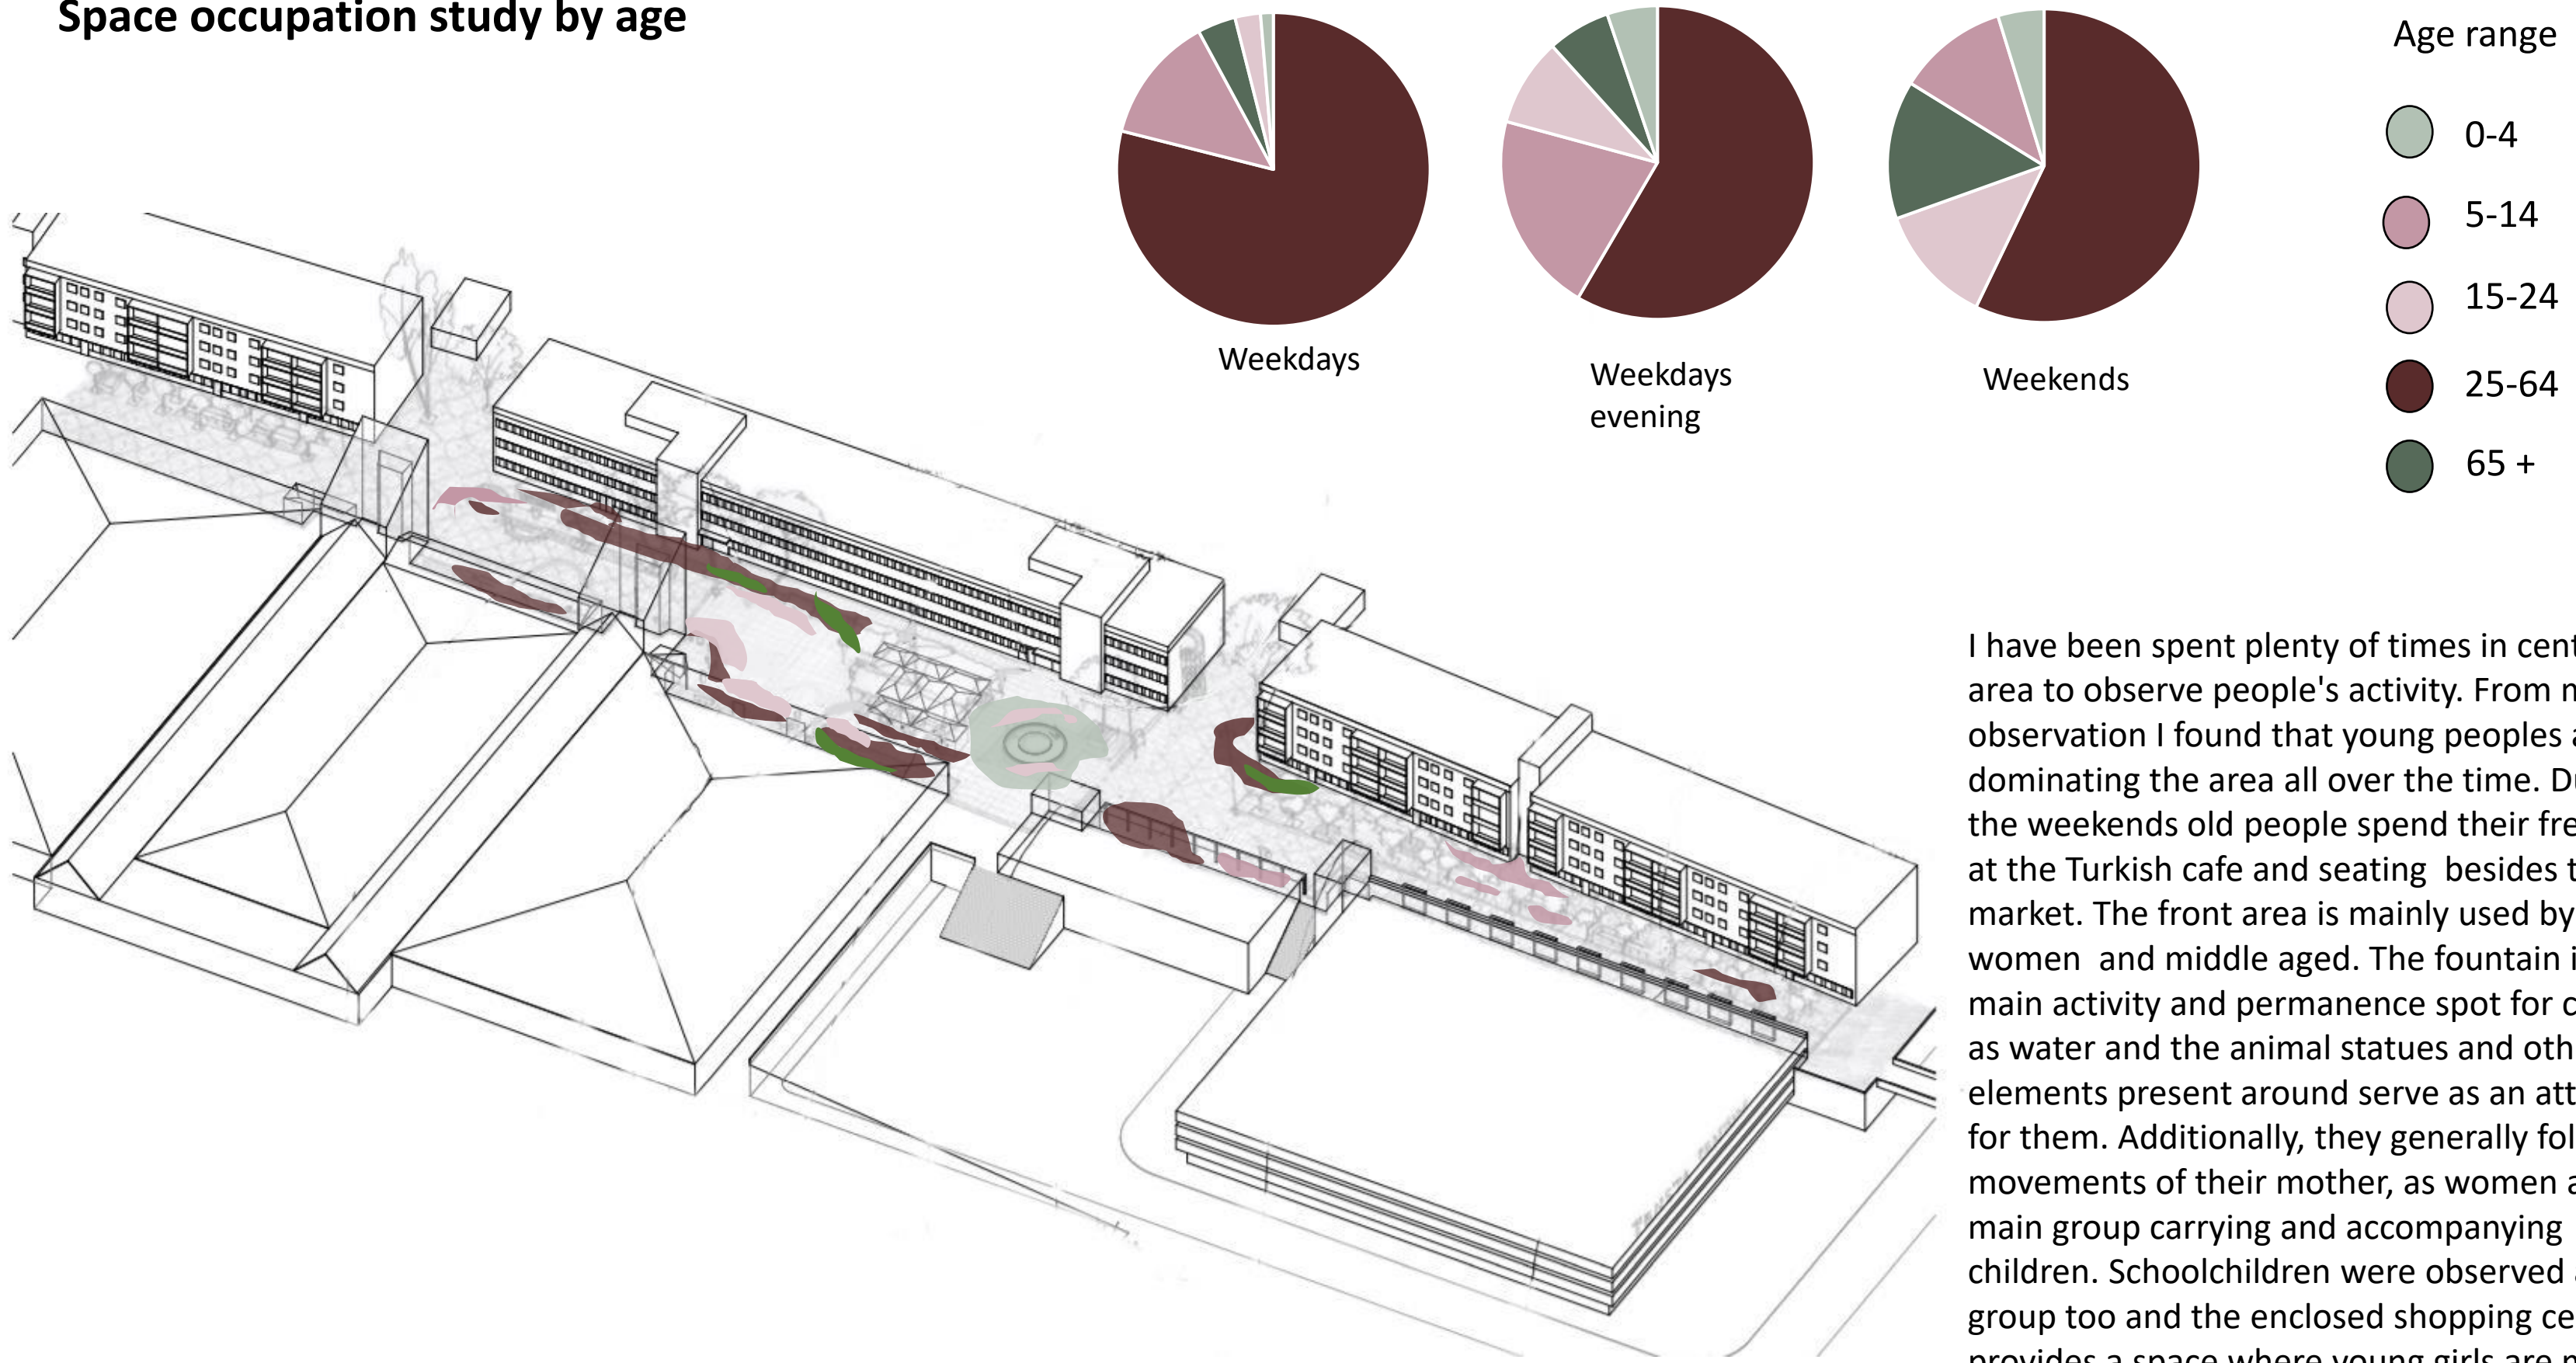 Space occupation study by age
Weekdays
Weekdays
evening
Weekends
Age range
0-4
5-14
15-24
25-64
65 +
I have been spent plenty of times in cent
area to observe people's activity. From m
observation I found that young peoples a
dominating the area all over the time. Du
the weekends old people spend their fre
at the Turkish cafe and seating besides t
market. The front area is mainly used by
women and middle aged. The fountain i
main activity and permanence spot for c
as water and the animal statues and oth
elements present around serve as an att
for them. Additionally, they generally fol
movements of their mother, as women a
main group carrying and accompanying
children. Schoolchildren were observed a
group too and the enclosed shopping ce
provides a space where young girls are m